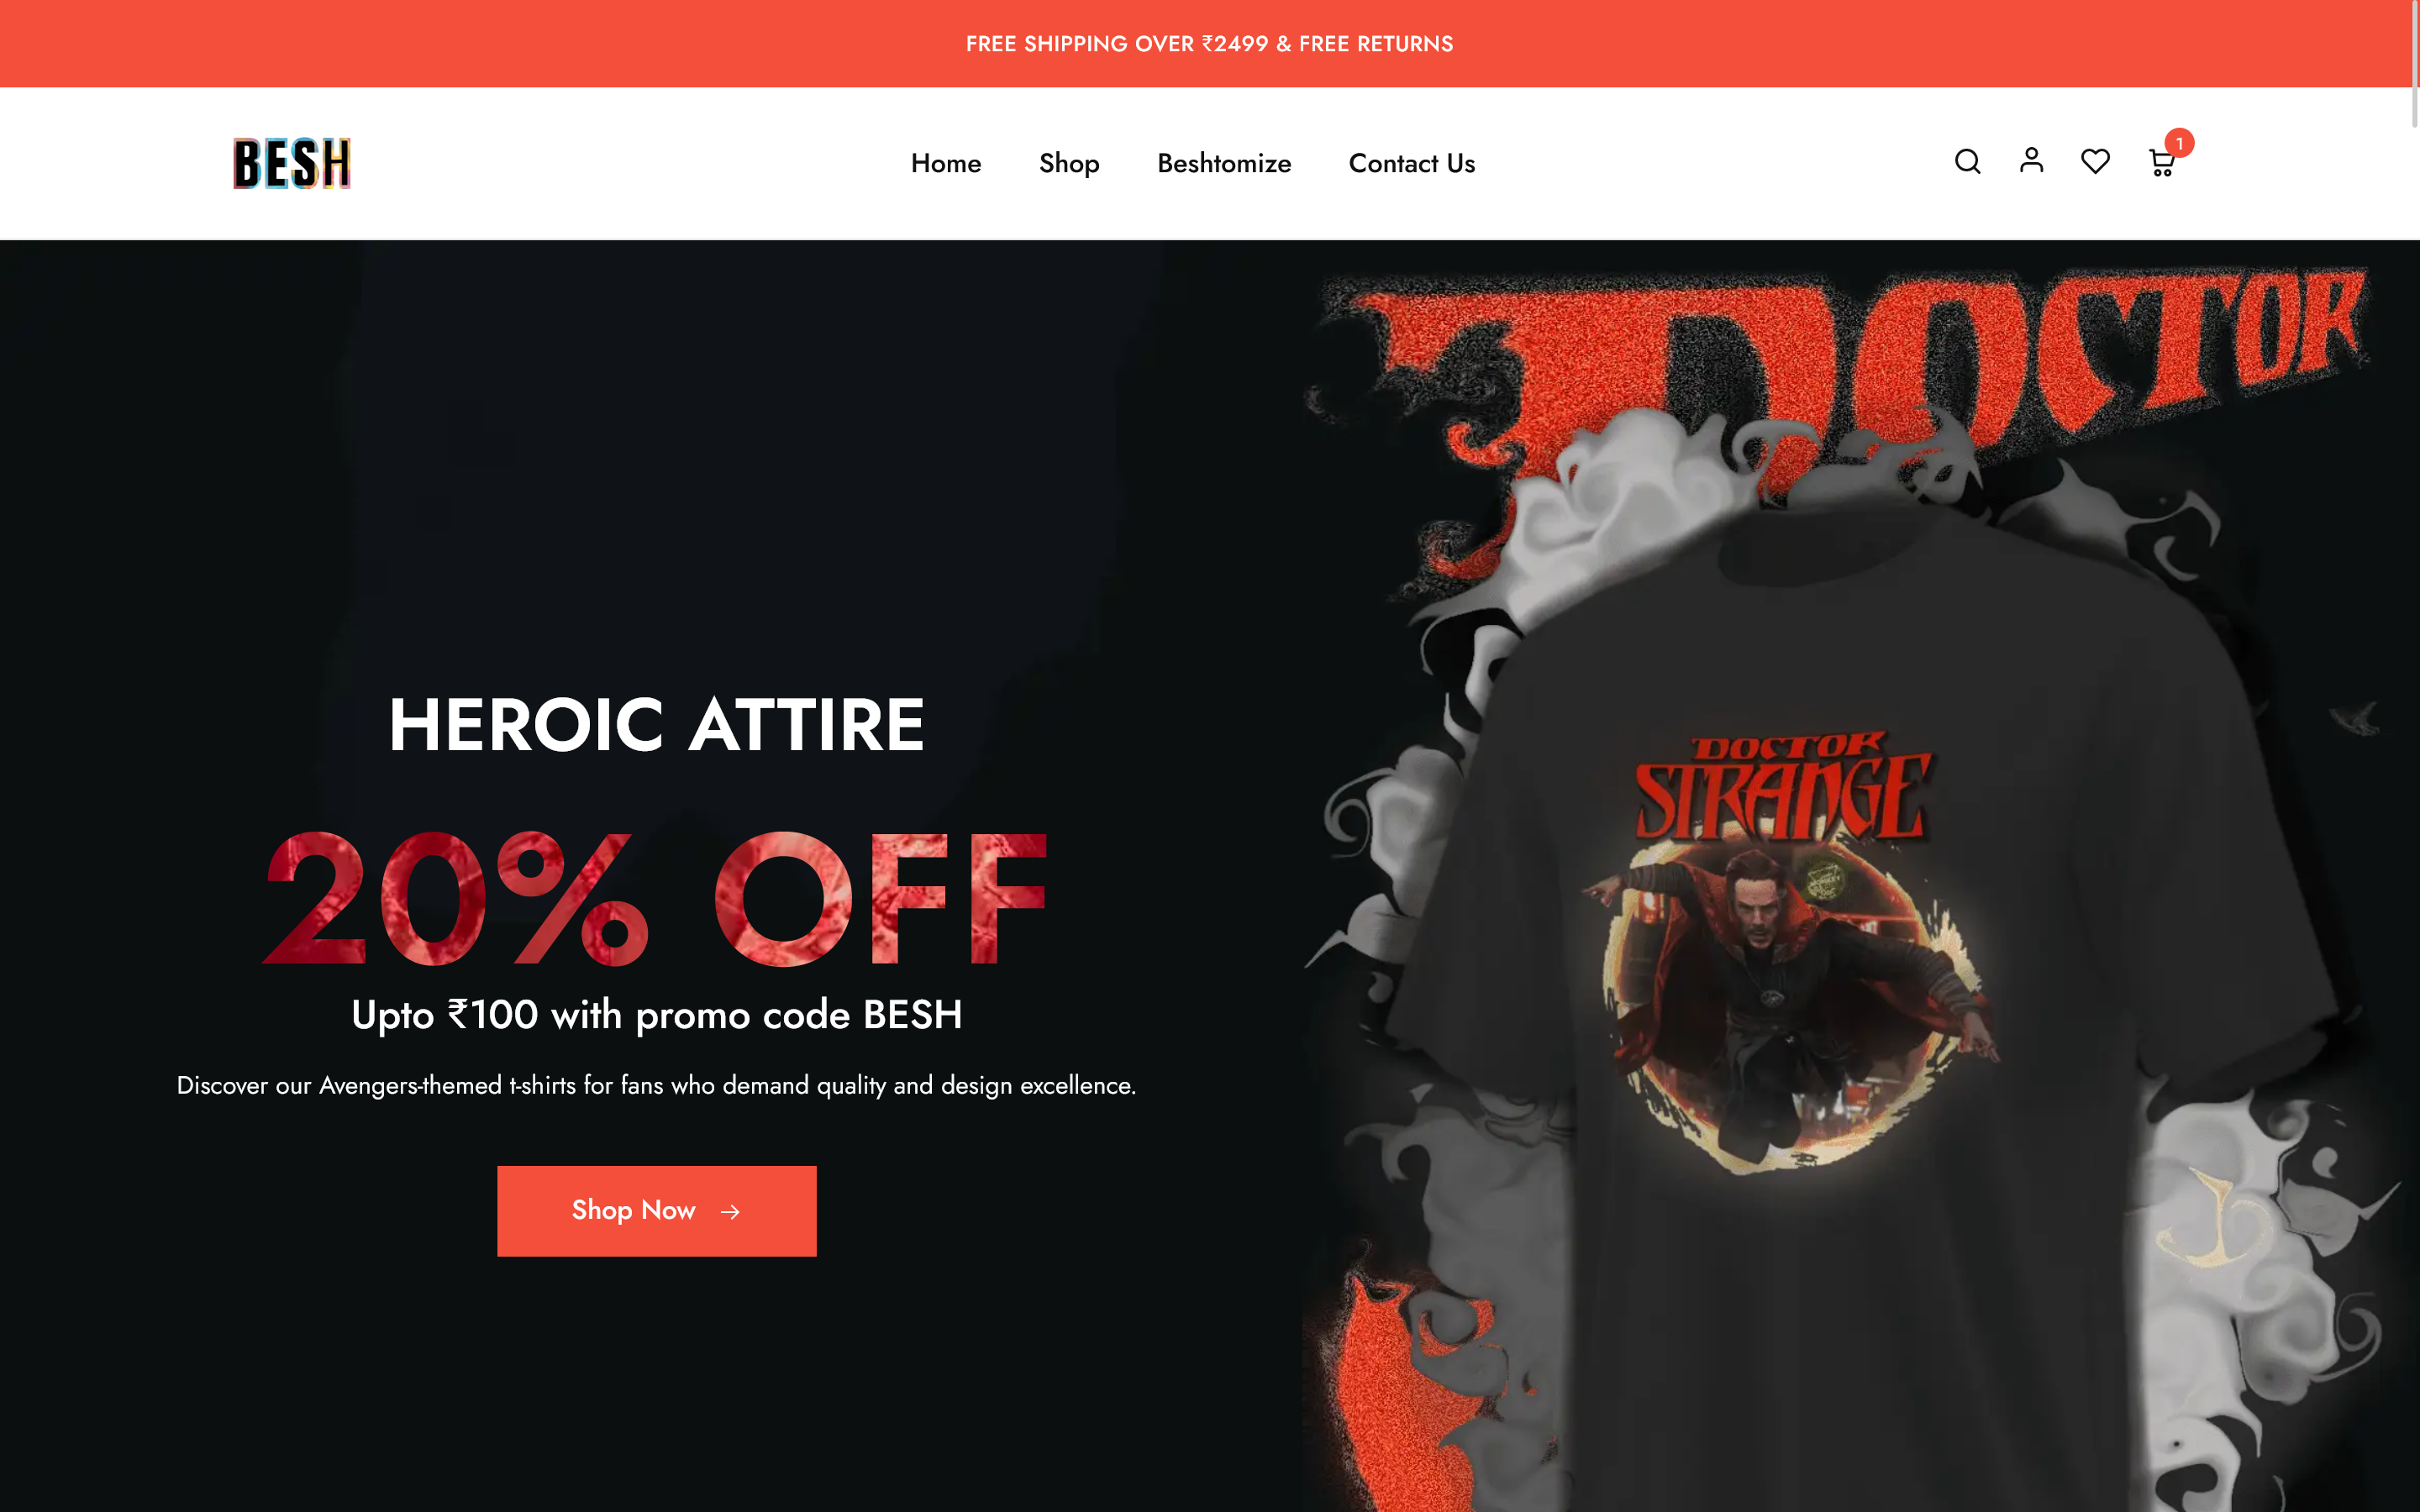 FREE SHIPPING OVER ₹2499 & FREE RETURNS
BESH
Home
Shop
Beshtomize
Contact Us
1
DOCTOR
HEROIC ATTIRE
20% OFF
Upto ₹100 with promo code BESH
Discover our Avengers-themed t-shirts for fans who demand quality and design excellence.
Shop Now
DOCTOR
STRANGE